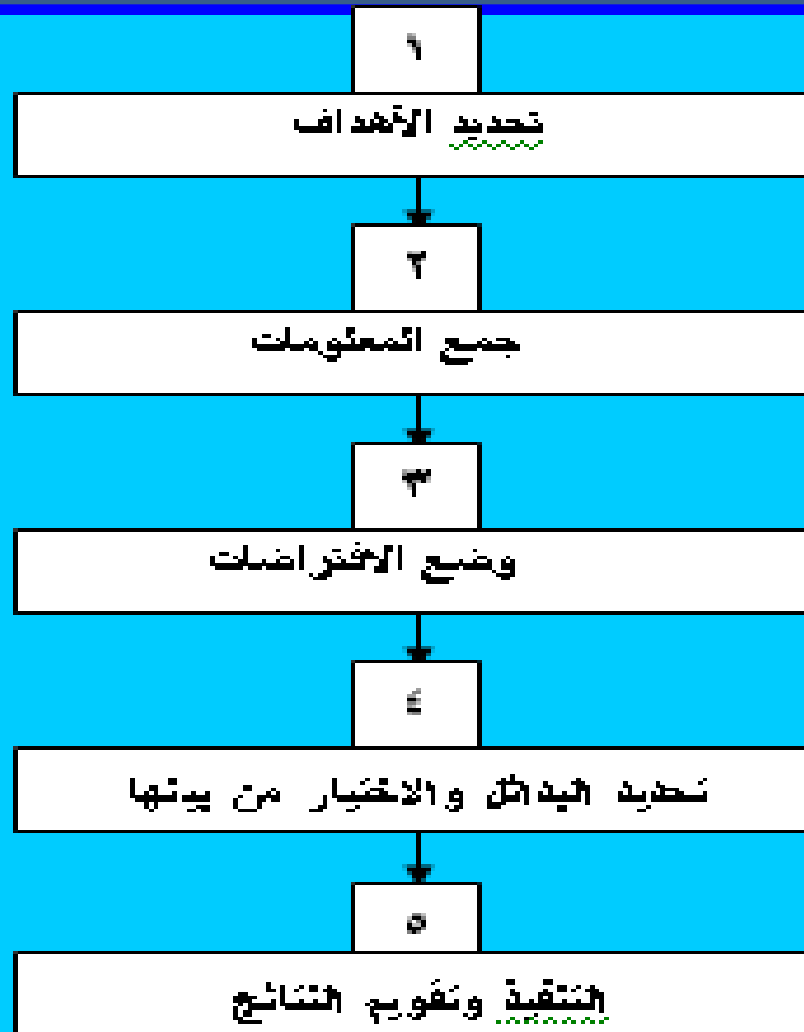 ١
تحديد الأهداف
٢
جمع المعلومات
٣
وضع الافتراضات
٤
تحديد البدائل والاختيار من بينها
٥
التنفيذ وتقويم النتائج